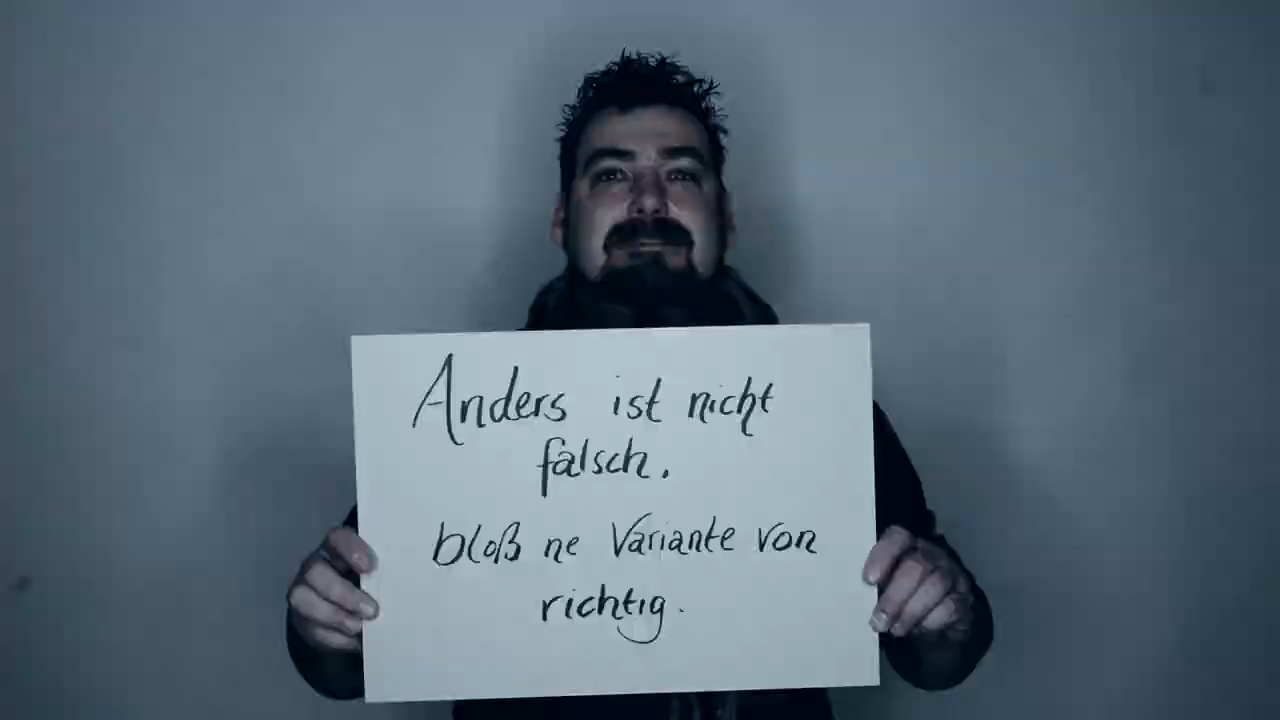 Anders ist nicht
falsch.
bloß ne Variante von
richtig.